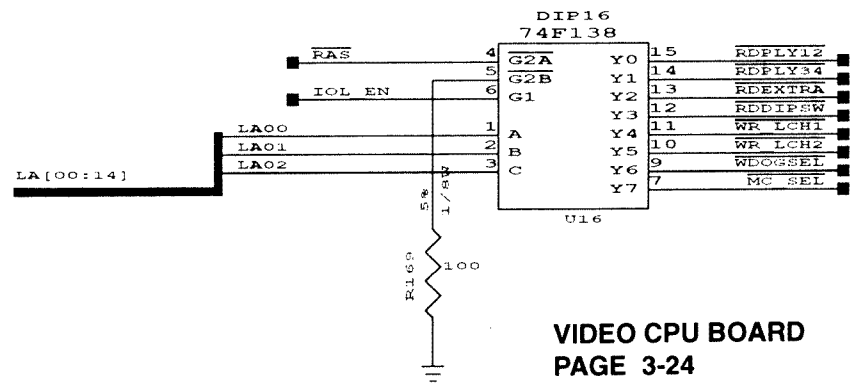 DIP16
74F138
RAS 4 G2A Y0 15 RDPLY12
5 G2B Y1 14 RDPLY34
IOL EN 6 G1 Y2 13 RDEXTRA
Y3 12 RDDIPSW
LA00 1 A Y4 11 WR LCH1
LA01 2 B Y5 10 WR LCH2
LA02 3 C Y6 9 WDOGSEL
Y7 7 MC SEL
LA[00:14]
U16
5%
1/8W
R169
100
VIDEO CPU BOARD
PAGE 3-24